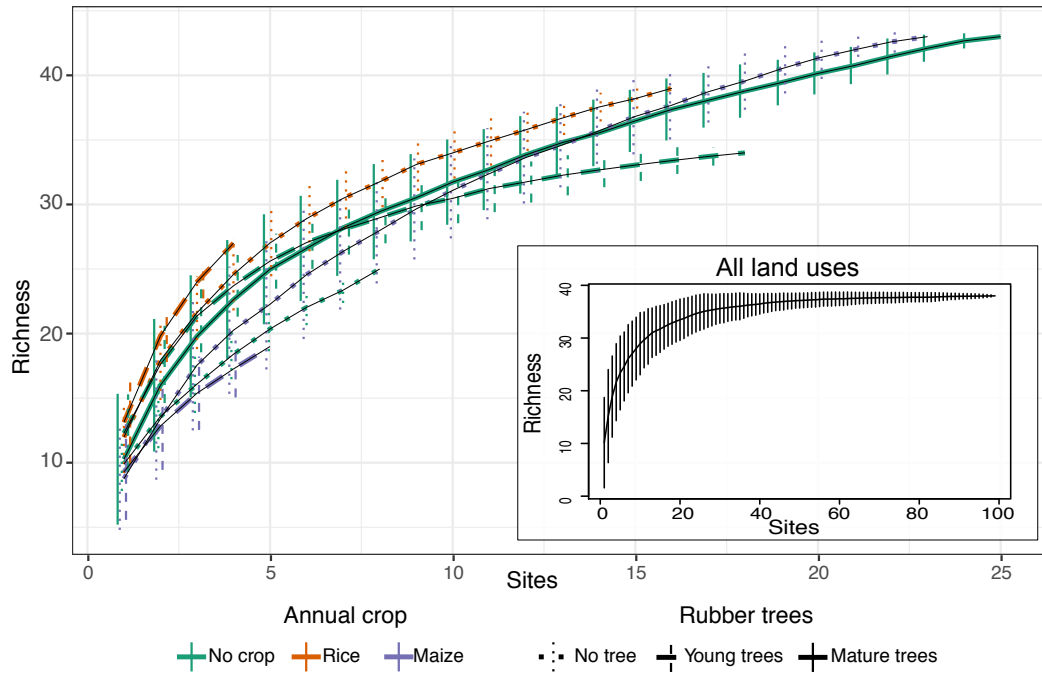 40
30
20
10
Richness
0
5
10
15
20
25
Sites
All land uses
40
30
20
10
0
Richness
0
20
40
60
80
100
Sites
Annual crop
Rubber trees
No crop
Rice
Maize
No tree
Young trees
Mature trees